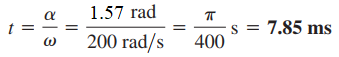 t = α/ω = 1.57 rad / 200 rad/s = π/400 s = 7.85 ms